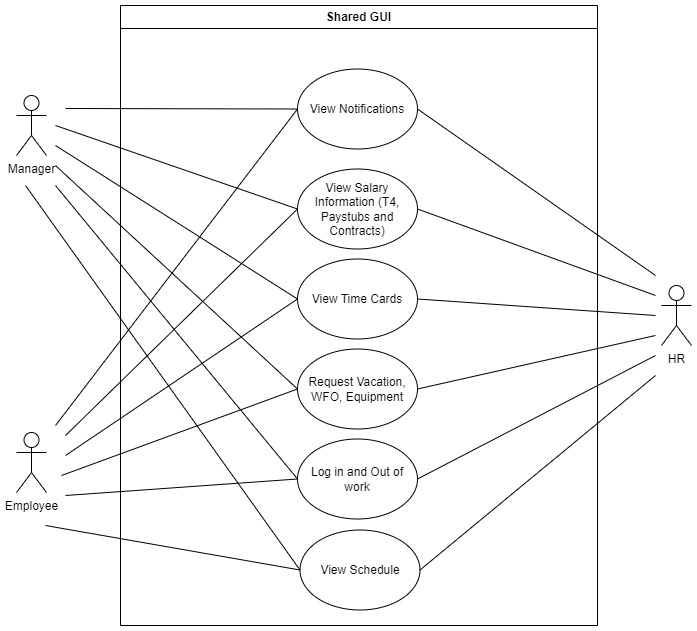 Shared GUI
View Notifications
Manager
View Salary
Information (T4,
Paystubs and
Contracts)
View Time Cards
HR
Request Vacation,
WFO, Equipment
Log in and Out of
work
Employee
View Schedule